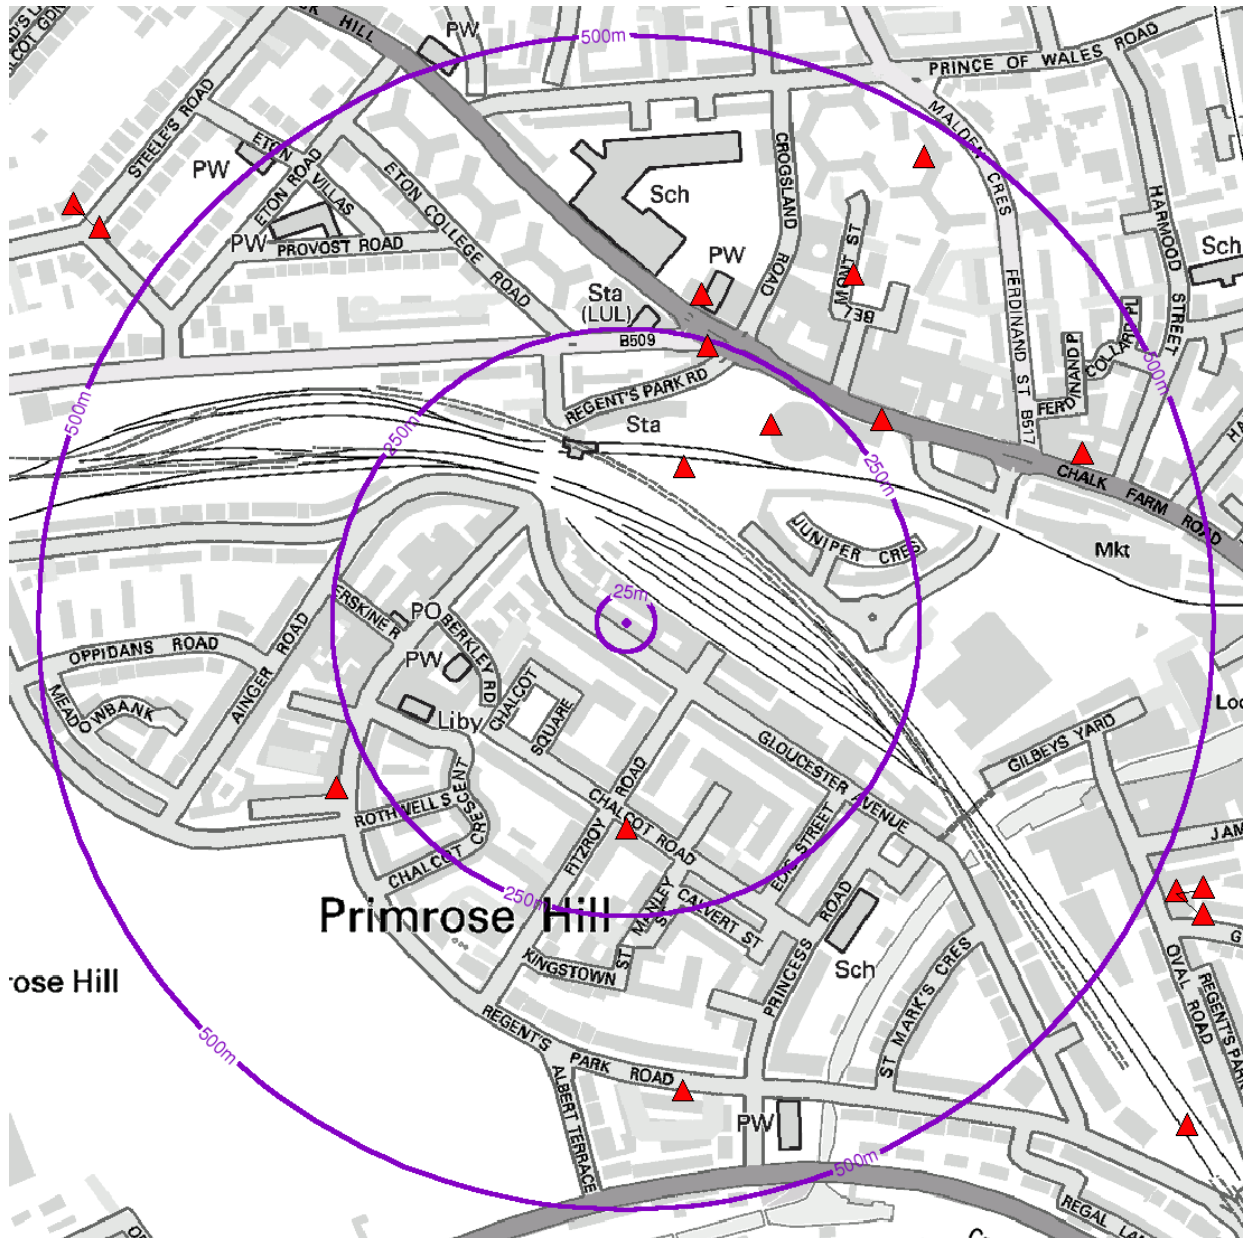 HILL
PW
500m
PRINCE OF WALES ROAD
MALDEN CRES
STEELE'S ROAD
ETON VILLAS
PW
ETON ROAD
ETON COLLEGE ROAD
CROGSLAND ROAD
Sch
HARMOOD STREET
PW
PROVOST ROAD
PW
Sch
MONT ST
BEL
FERDINAND ST B517
Sta
(LUL)
B509
REGENT'S PARK RD
FERDINAND P
COLLARD
500m
500m
250m
Sta
250m
CHALK FARM ROAD
JUNIPER CRES
Mkt
25m
ERSKINE R
PO
BERKLEY RD
PW
OPPIDANS ROAD
AINGER ROAD
MEADOWBANK
Liby
CHALCOT SQUARE
GILBEYS YARD
GLOUCESTER AVENUE
ROTHWELL S
CHALCOT CRESCENT
CHALCOT ROAD
FITZROY ROAD
EDIS STREET
JAM
250m
MANLEY ST
CALVERT ST
Primrose Hill
PRINCESS ROAD
Sch
KINGSTOWN ST
ST MARK'S CRES
OVAL ROAD
G
REGENT'S PARK
rose Hill
500m
REGENT'S PARK ROAD
ALBERT TERRACE
PW
500m
REGAL LAN